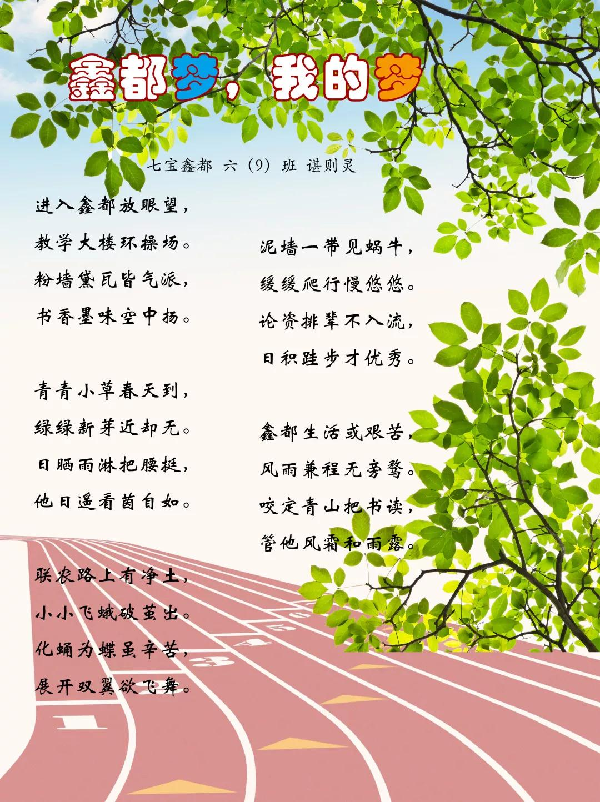 鑫都梦，我的梦
七宝鑫都 六（9）班 谌则灵
进入鑫都放眼望，
教学大楼环操场。
粉墙黛瓦皆气派，
书香墨味空中扬。
青青小草春天到，
绿绿新芽近却无。
日晒雨淋把腰挺，
他日遥看茵自如。
联农路上有净土，
小小飞蛾破茧出。
化蛹为蝶虽辛苦，
展开双翼欲飞舞。
泥墙一带见蜗牛，
缓缓爬行慢悠悠。
论资排辈不入流，
日积跬步才优秀。
鑫都生活或艰苦，
风雨兼程无旁鹜。
咬定青山把书读，
管他风霜和雨露。